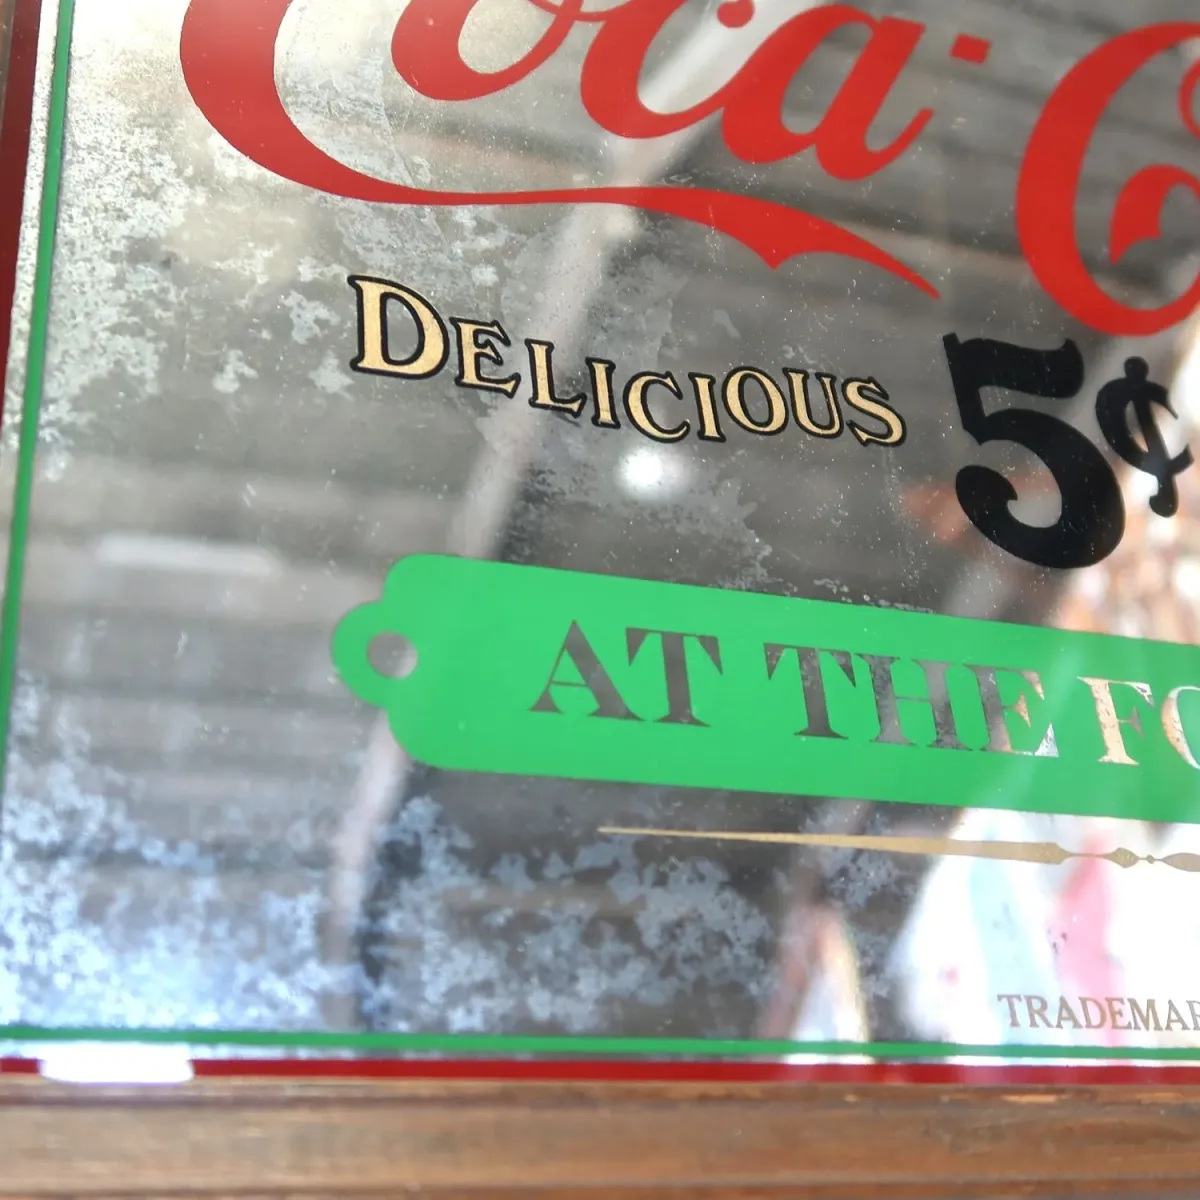 Coca-C
DELICIOUS 5¢
AT THE FO
TRADEMAR